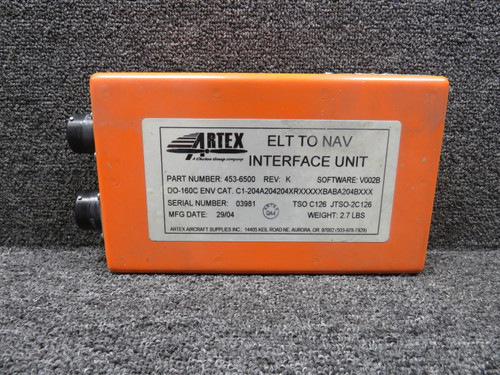 ARTEX
A Chelton Group company
ELT TO NAV
INTERFACE UNIT
PART NUMBER: 453-6500 REV: K SOFTWARE: V002B
DO-160C ENV CAT. C1-204A204204XRXXXXXBABA204BXXX
SERIAL NUMBER: 03981 TSO C126 JTSO-2C126
MFG DATE: 29/04 WEIGHT: 2.7 LBS
ARTEX AIRCRAFT SUPPLIES INC., 14405 KEIL ROAD NE, AURORA, OR. 97002 (503-678-7929)